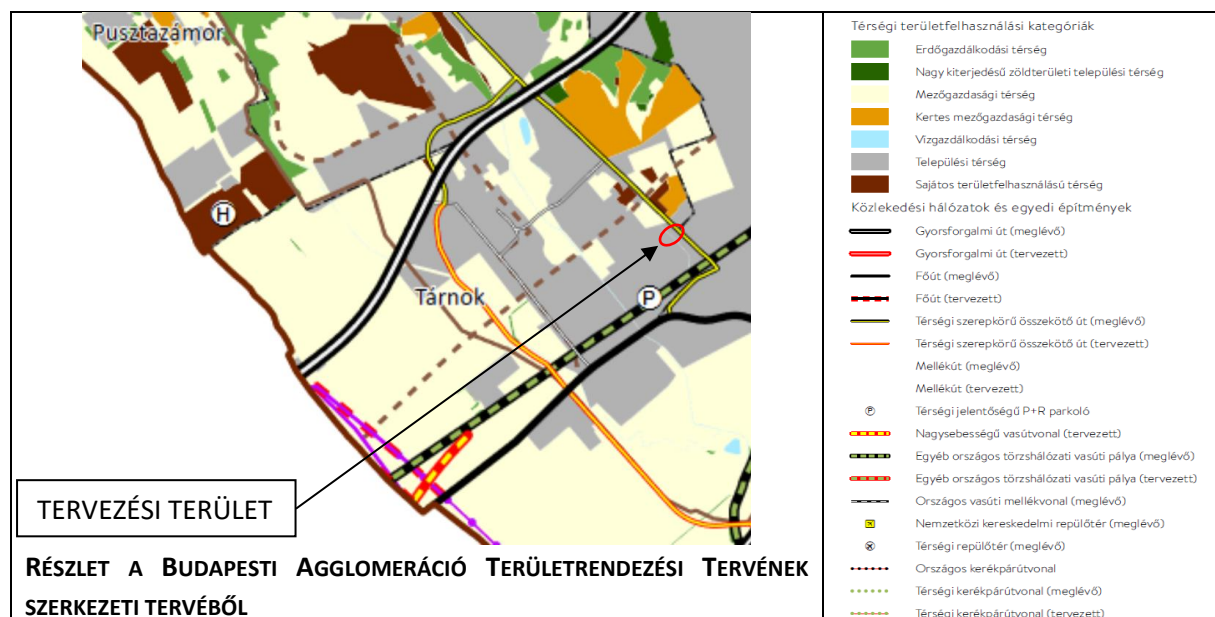 Pusztazámor
H
Tárnok
P
TERVEZÉSI TERÜLET
RÉSZLET A BUDAPESTI AGGLOMERÁCIÓ TERÜLETRENDEZÉSI TERVÉNEK
SZERKEZETI TERVÉBŐL
Térségi területfelhasználási kategóriák
Erdőgazdálkodási térség
Nagy kiterjedésű zöldterületi települési térség
Mezőgazdasági térség
Kertes mezőgazdasági térség
Vízgazdálkodási térség
Települési térség
Sajátos területfelhasználású térség
Közlekedési hálózatok és egyedi építmények
Gyorsforgalmi út (meglévő)
Gyorsforgalmi út (tervezett)
Főút (meglévő)
Főút (tervezett)
Térségi szerepkörű összekötő út (meglévő)
Térségi szerepkörű összekötő út (tervezett)
Mellékút (meglévő)
Mellékút (tervezett)
P Térségi jelentőségű P+R parkoló
Nagysebességű vasútvonal (tervezett)
Egyéb országos törzshálózati vasúti pálya (meglévő)
Egyéb országos törzshálózati vasúti pálya (tervezett)
Országos vasúti mellékvonal (meglévő)
Nemzetközi kereskedelmi repülőtér (meglévő)
Térségi repülőtér (meglévő)
Országos kerékpárútvonal
Térségi kerékpárútvonal (meglévő)
Térségi kerékpárútvonal (tervezett)